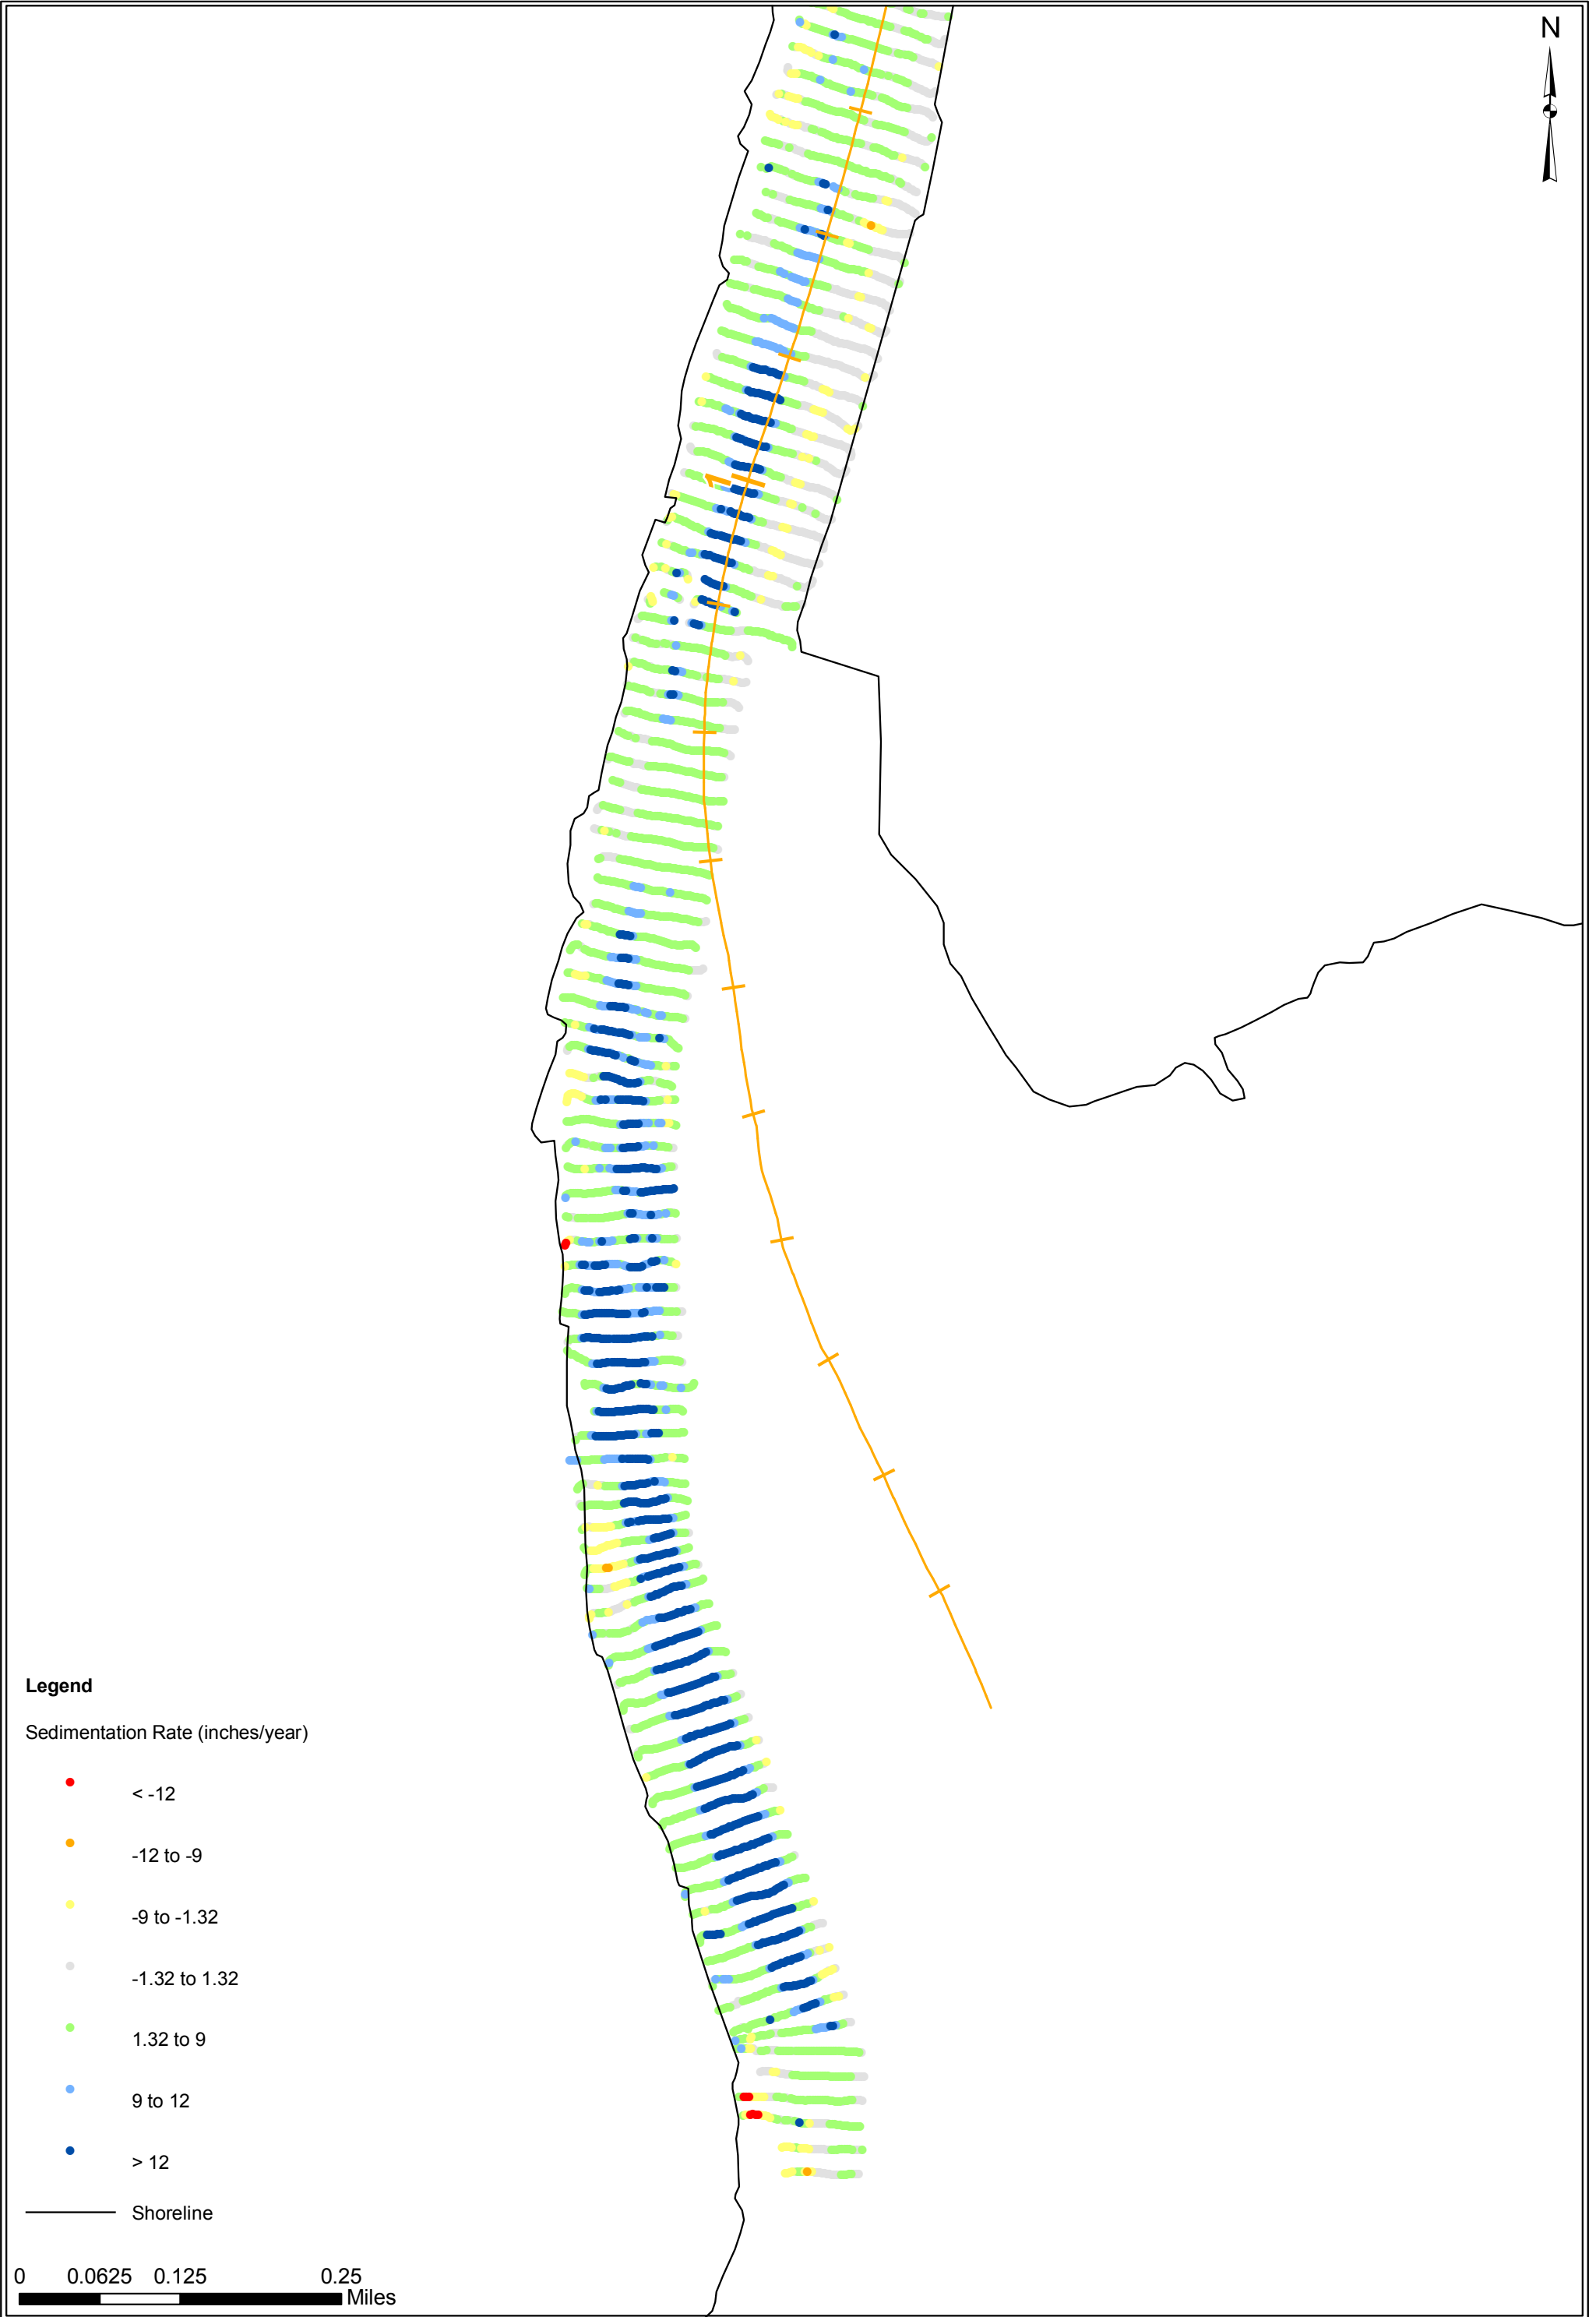 N
1
Legend
Sedimentation Rate (inches/year)
< -12
-12 to -9
-9 to -1.32
-1.32 to 1.32
1.32 to 9
9 to 12
> 12
Shoreline
0 0.0625 0.125 0.25
Miles